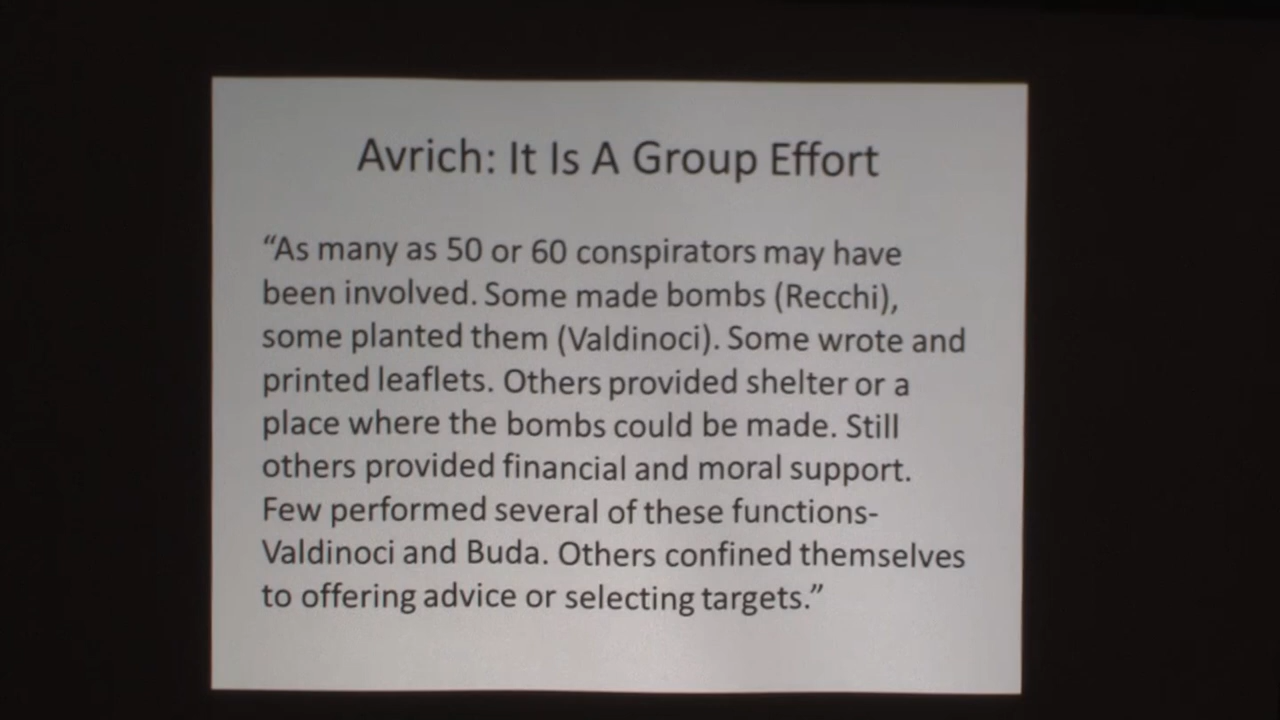 Avrich: It Is A Group Effort
“As many as 50 or 60 conspirators may have
been involved. Some made bombs (Recchi),
some planted them (Valdinoci). Some wrote and
printed leaflets. Others provided shelter or a
place where the bombs could be made. Still
others provided financial and moral support.
Few performed several of these functions-
Valdinoci and Buda. Others confined themselves
to offering advice or selecting targets.”